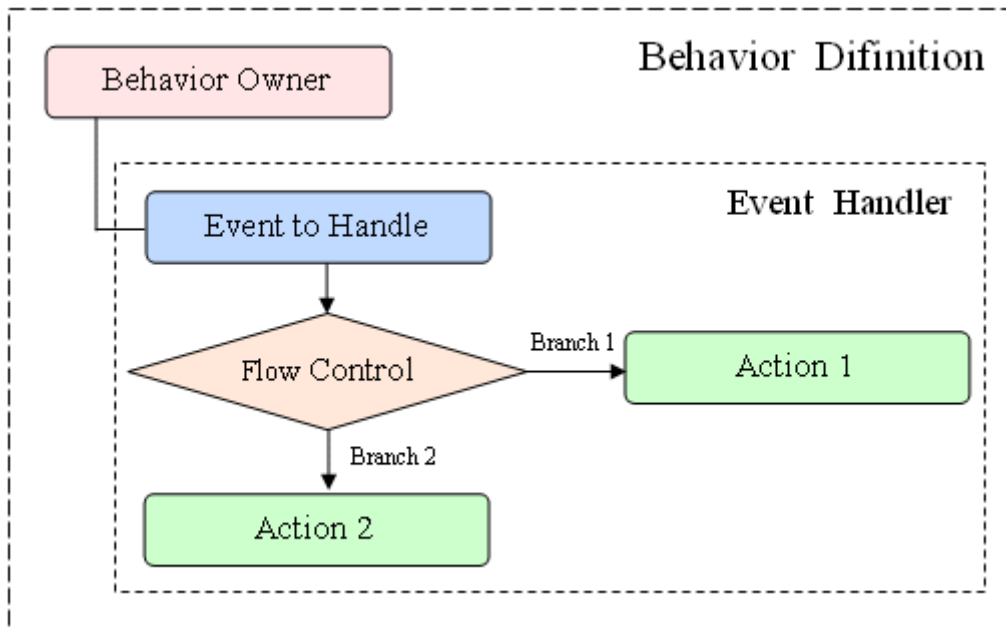 Behavior Difinition
Behavior Owner
Event Handler
Event to Handle
Flow Control
Branch 1
Action 1
Branch 2
Action 2